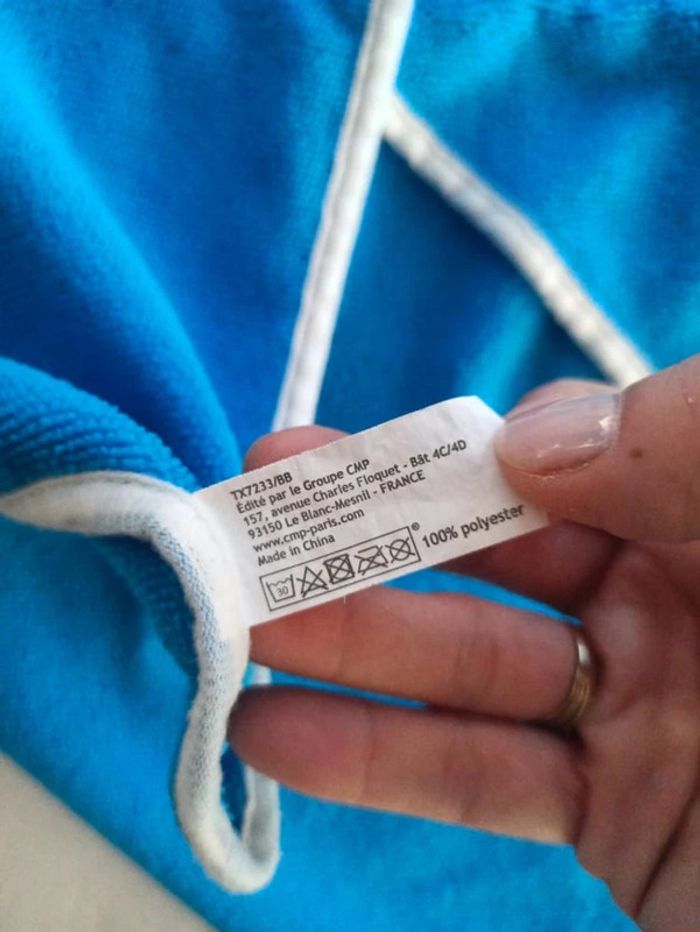 TX7233/BB
Édité par le Groupe CMP
157, avenue Charles Floquet - Bât 4C/4D
93150 Le Blanc-Mesnil - FRANCE
www.cmp-paris.com
Made in China
30 ® 100% polyester